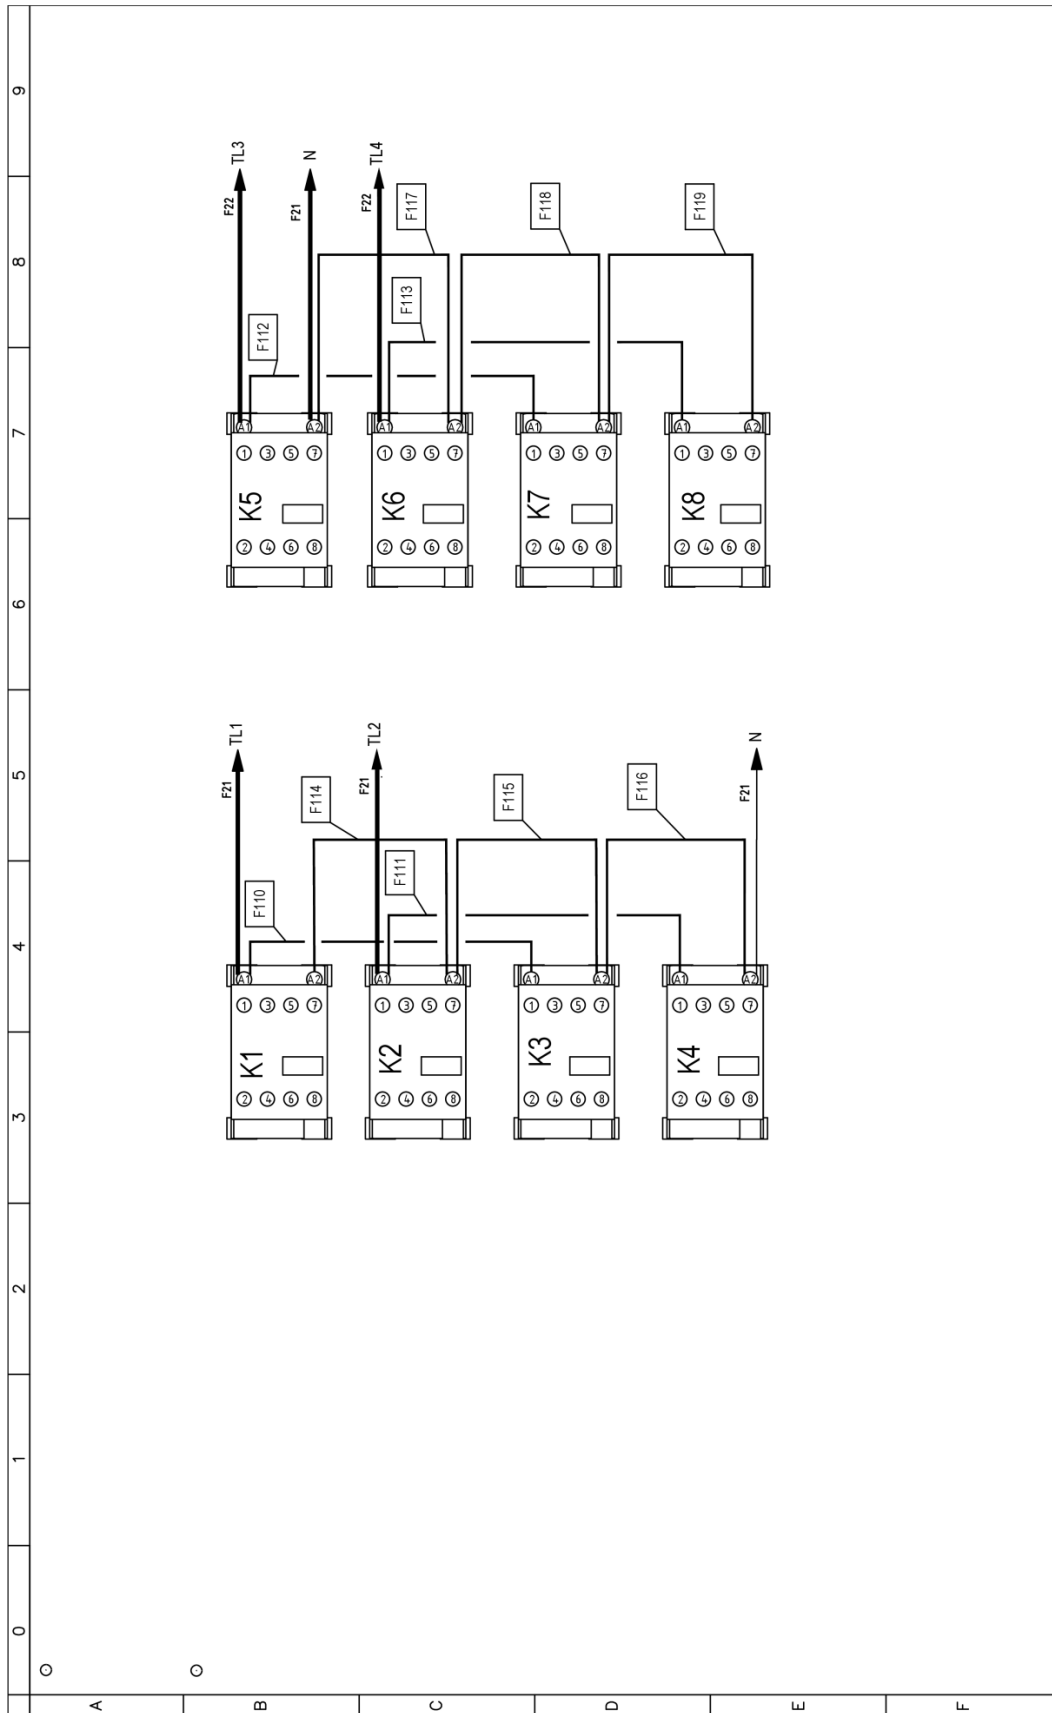 9
8
7
6
5
4
3
2
1
0
A
B
C
D
E
F
TL3
N
TL4
F22
F21
F22
F117
F118
F119
F113
F112
A1
A2
A1
A2
A1
A2
A1
A2
1 3 5 7
1 3 5 7
1 3 5 7
1 3 5 7
K5
K6
K7
K8
2 4 6 8
2 4 6 8
2 4 6 8
2 4 6 8
TL1
TL2
N
F21
F21
F21
F114
F115
F116
F111
F110
A1
A2
A1
A2
A1
A2
A1
A2
1 3 5 7
1 3 5 7
1 3 5 7
1 3 5 7
K1
K2
K3
K4
2 4 6 8
2 4 6 8
2 4 6 8
2 4 6 8